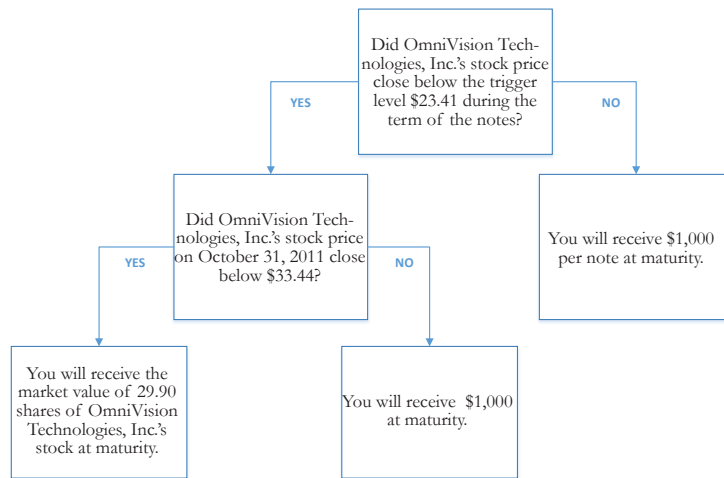 Did OmniVision Tech-
nologies, Inc.'s stock price
close below the trigger
level $23.41 during the
term of the notes?
YES
NO
Did OmniVision Tech-
nologies, Inc.'s stock price
on October 31, 2011 close
below $33.44?
You will receive $1,000
per note at maturity.
YES
NO
You will receive the
market value of 29.90
shares of OmniVision
Technologies, Inc.'s
stock at maturity.
You will receive $1,000
at maturity.